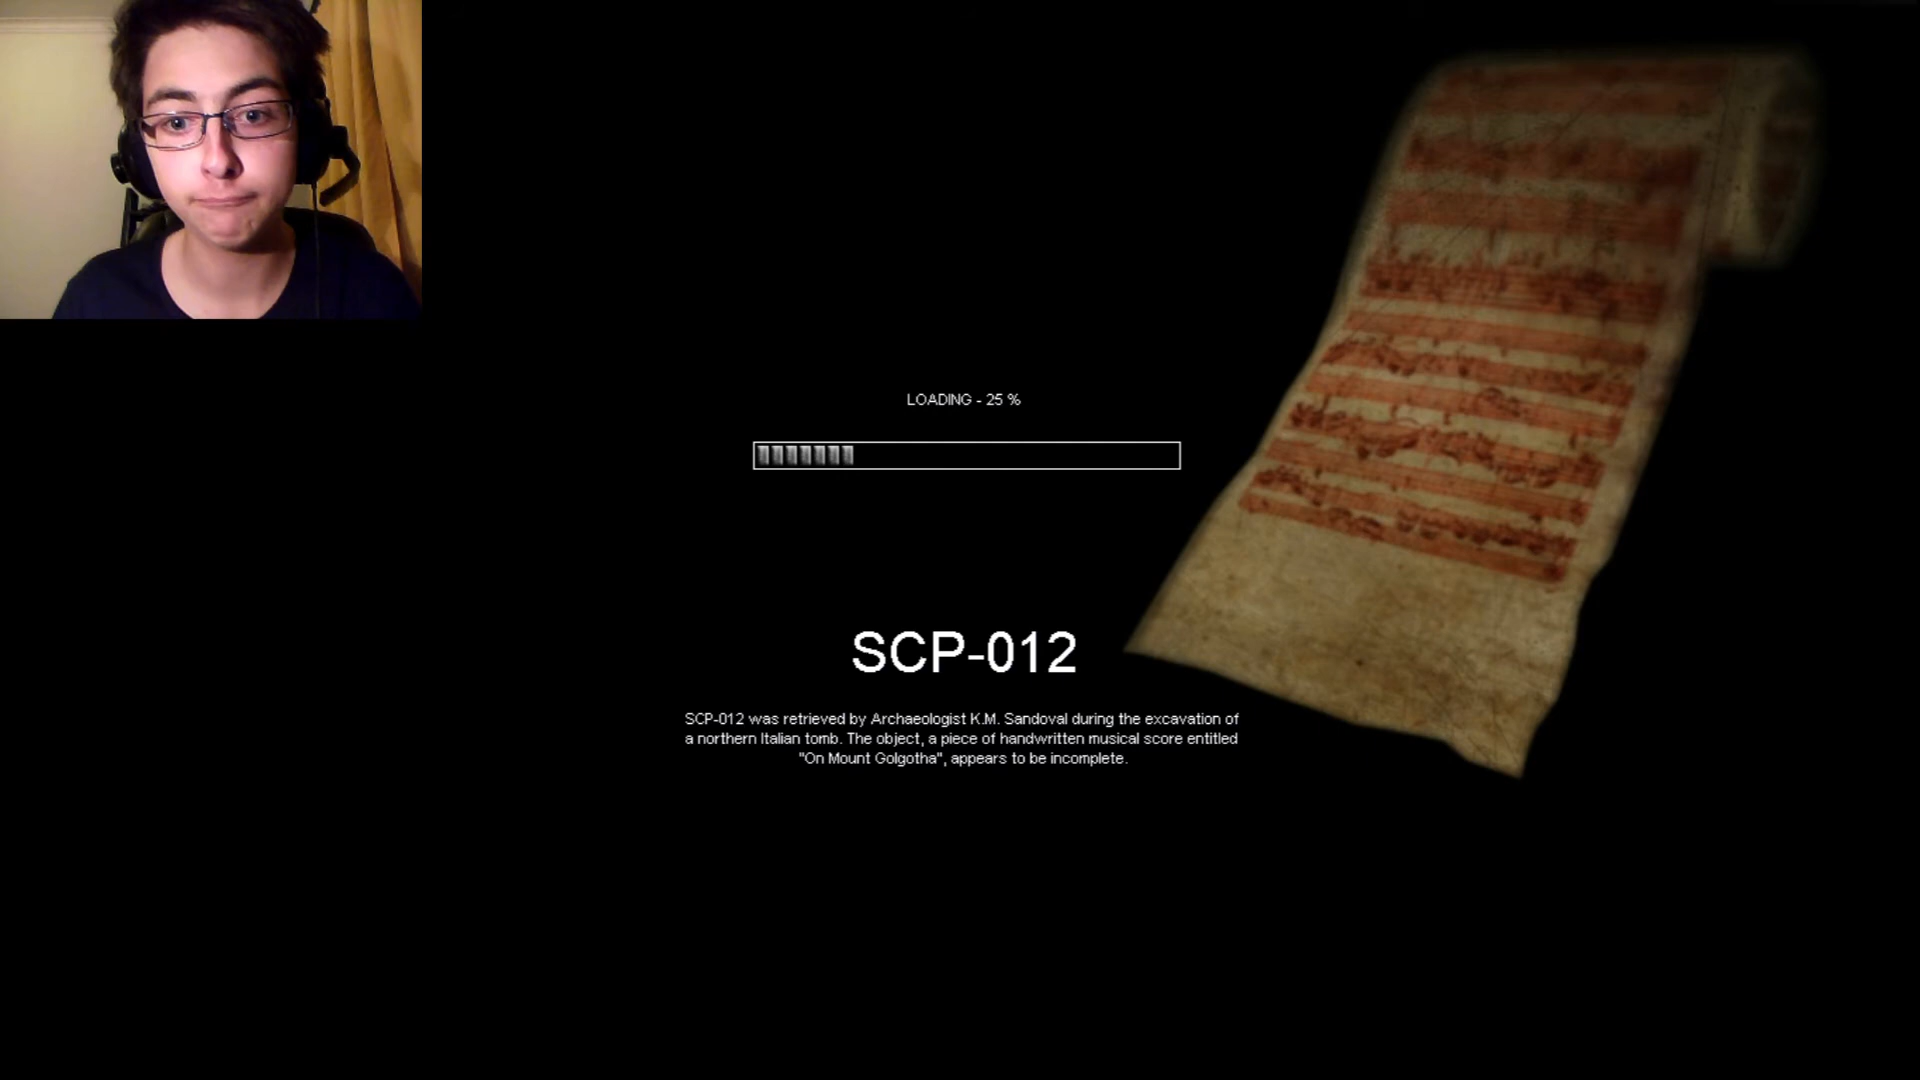 LOADING - 25 %
SCP-012
SCP-012 was retrieved by Archaeologist K.M. Sandoval during the excavation of
a northern Italian tomb. The object, a piece of handwritten musical score entitled
"On Mount Golgotha", appears to be incomplete.